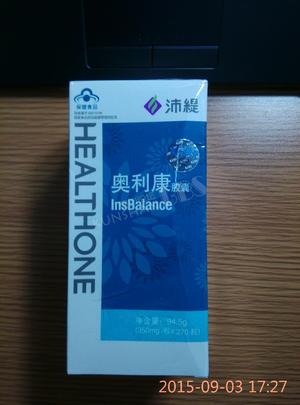 保健食品
沛緹
HEALTHONE
奥利康胶囊
InsBalance
净含量：94.5g
(350mg/粒×270粒)
2015-09-03 17:27